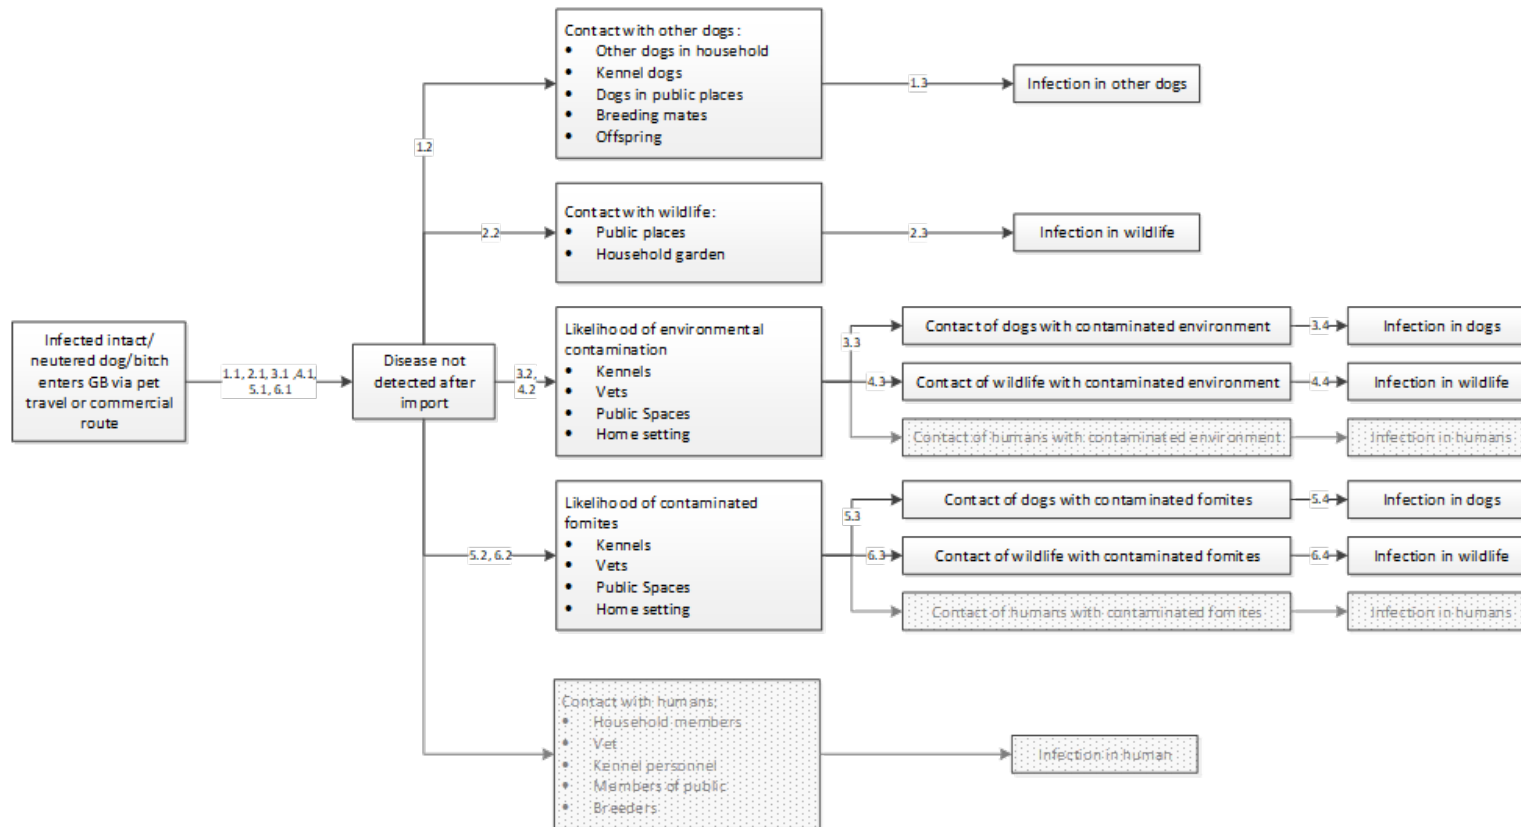 Contact with other dogs:
• Other dogs in household
• Kennel dogs
• Dogs in public places
• Breeding mates
• Offspring
1.3
Infection in other dogs
1.2
Contact with wildlife:
• Public places
• Household garden
2.2
2.3
Infection in wildlife
Infected intact/
neutered dog/bitch
enters GB via pet
travel or commercial
route
1.1, 2.1, 3.1 ,4.1,
5.1, 6.1
Disease not
detected after
import
3.2,
4.2
Likelihood of environmental
contamination
• Kennels
• Vets
• Public Spaces
• Home setting
3.3
Contact of dogs with contaminated environment
3.4
Infection in dogs
4.3
Contact of wildlife with contaminated environment
4.4
Infection in wildlife
Contact of humans with contaminated environment
Infection in humans
5.2, 6.2
Likelihood of contaminated
fomites
• Kennels
• Vets
• Public Spaces
• Home setting
5.3
Contact of dogs with contaminated fomites
5.4
Infection in dogs
6.3
Contact of wildlife with contaminated fomites
6.4
Infection in wildlife
Contact of humans with contaminated fomites
Infection in humans
Contact with humans:
• Household members
• Vet
• Kennel personnel
• Members of public
• Breeders
Infection in human